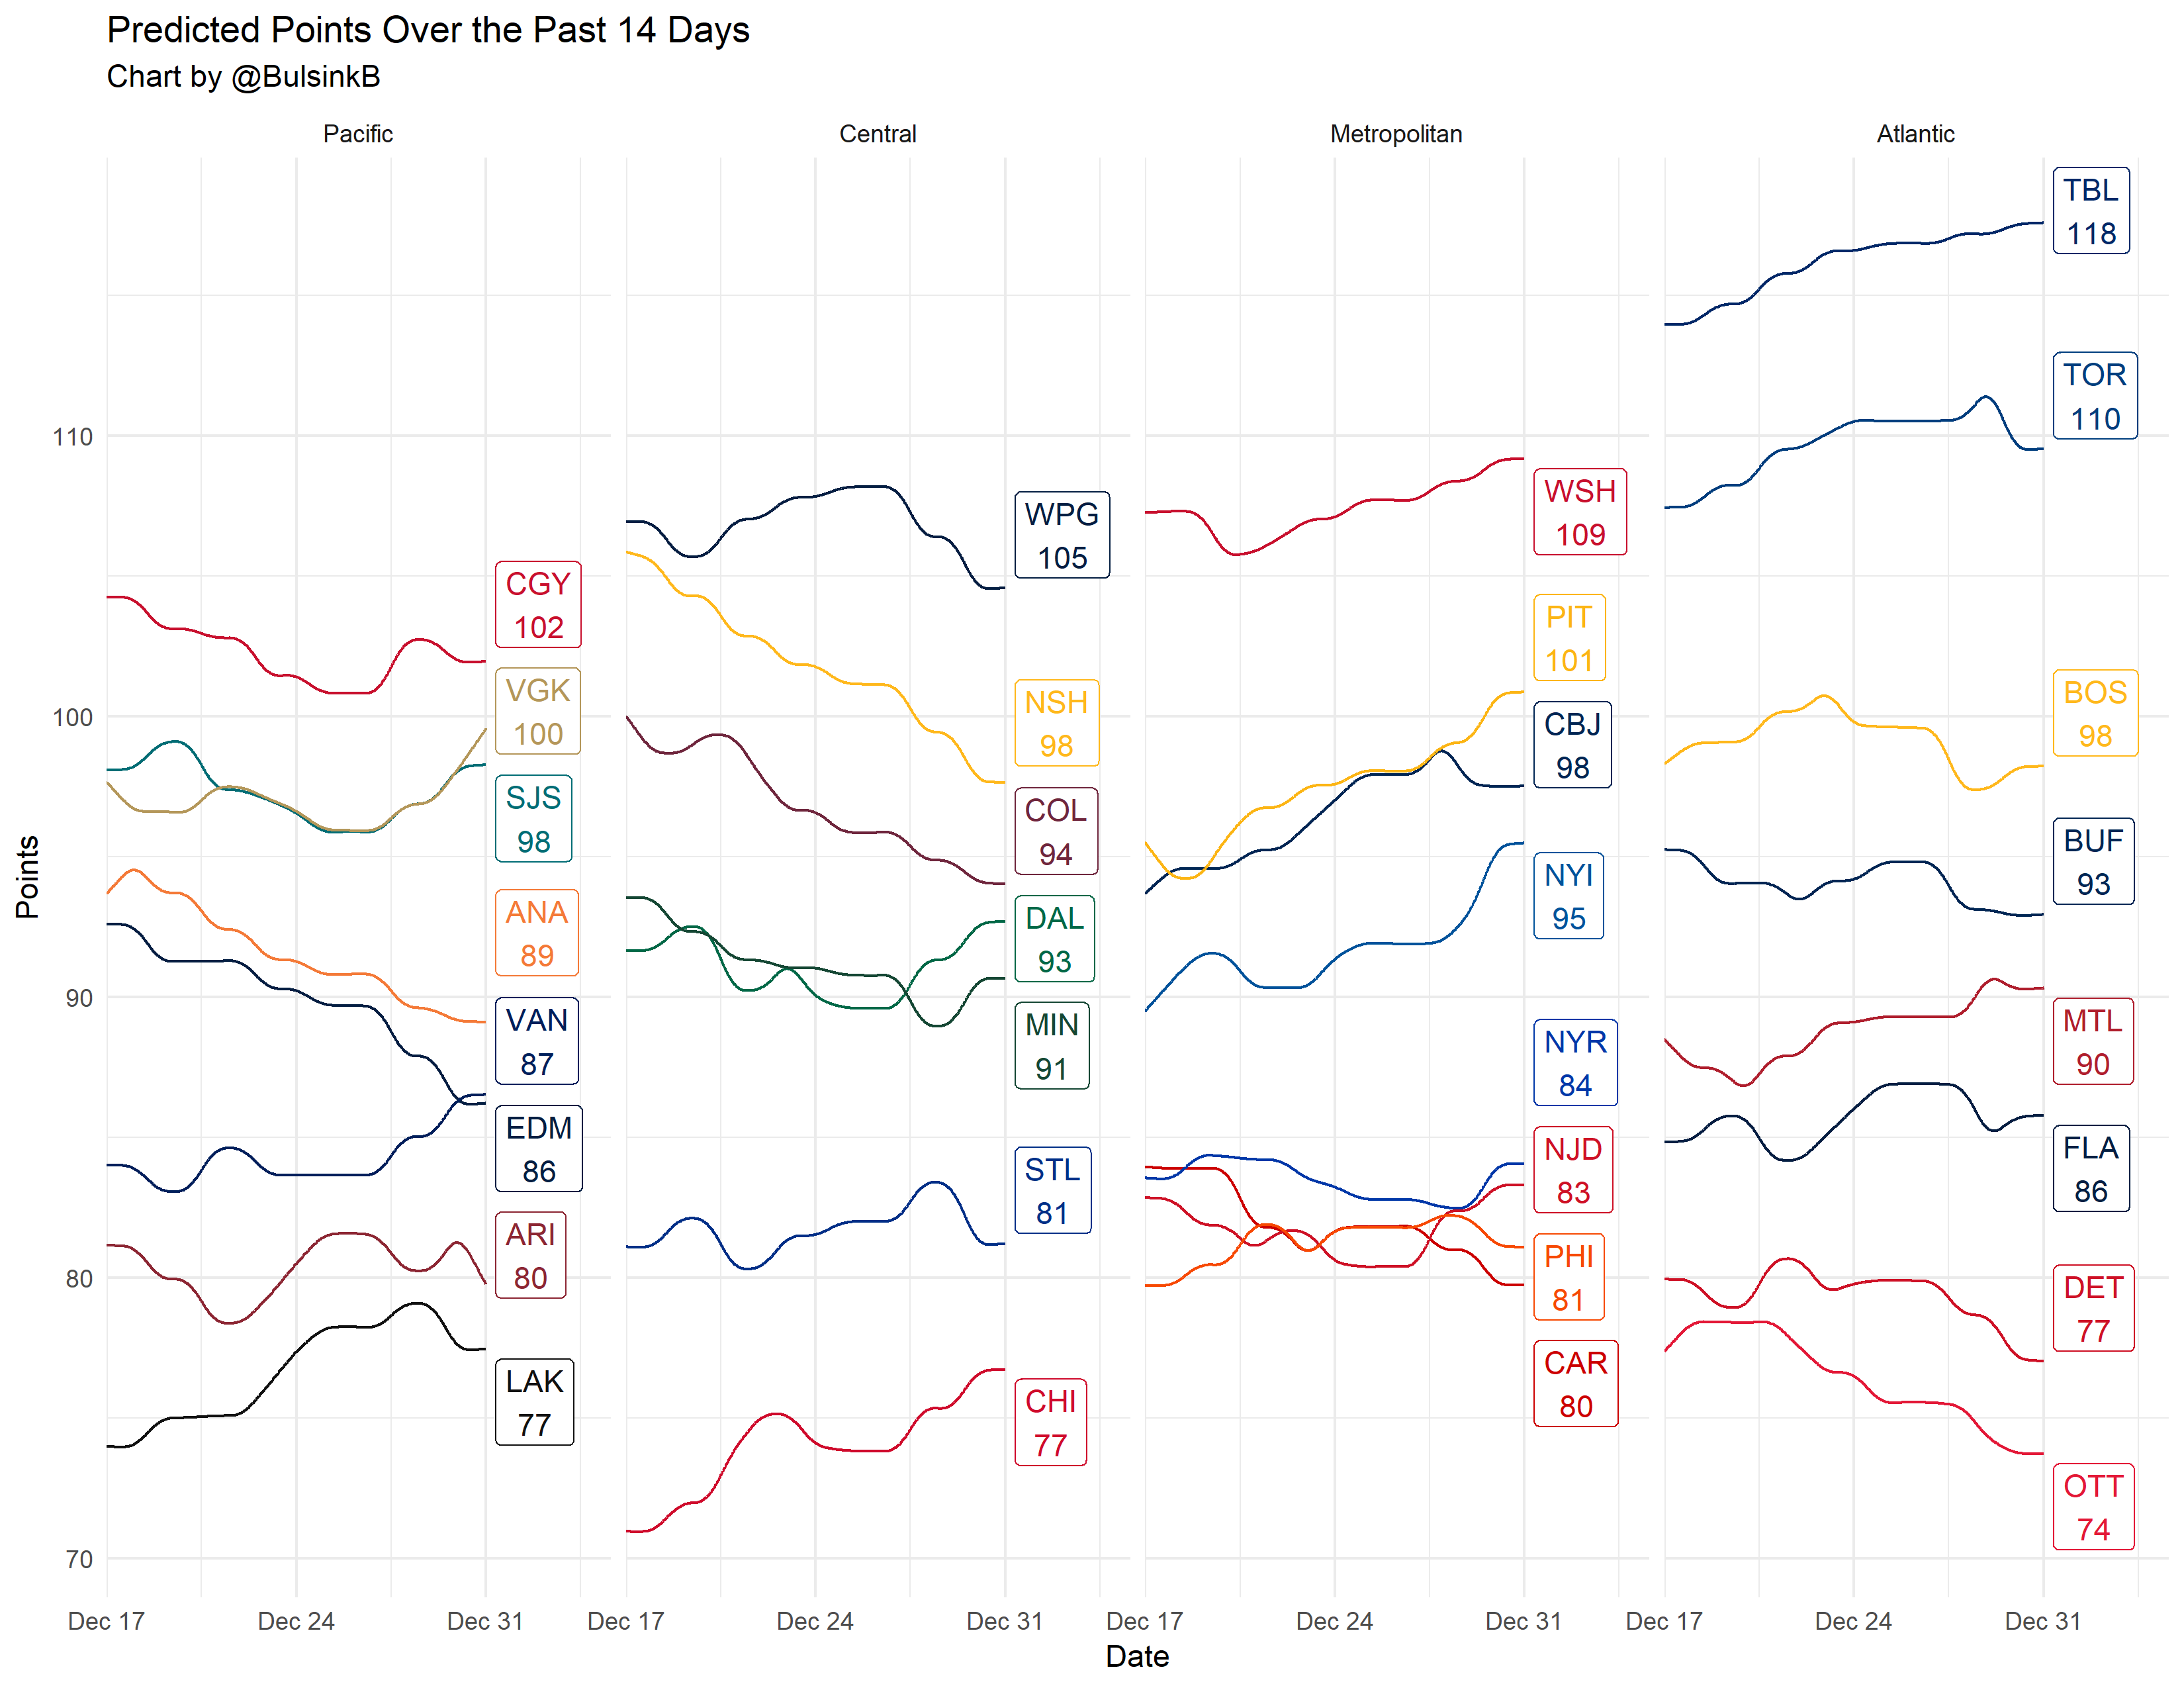 Predicted Points Over the Past 14 Days
Chart by @BulsinkB
Pacific
Central
Metropolitan
Atlantic
Points
110
100
90
80
70
CGY
102
VGK
100
SJS
98
ANA
89
VAN
87
EDM
86
ARI
80
LAK
77
WPG
105
NSH
98
COL
94
DAL
93
MIN
91
STL
81
CHI
77
WSH
109
PIT
101
CBJ
98
NYI
95
NYR
84
NJD
83
PHI
81
CAR
80
TBL
118
TOR
110
BOS
98
BUF
93
MTL
90
FLA
86
DET
77
OTT
74
Dec 17
Dec 24
Dec 31
Dec 17
Dec 24
Dec 31
Dec 17
Dec 24
Dec 31
Dec 17
Dec 24
Dec 31
Date